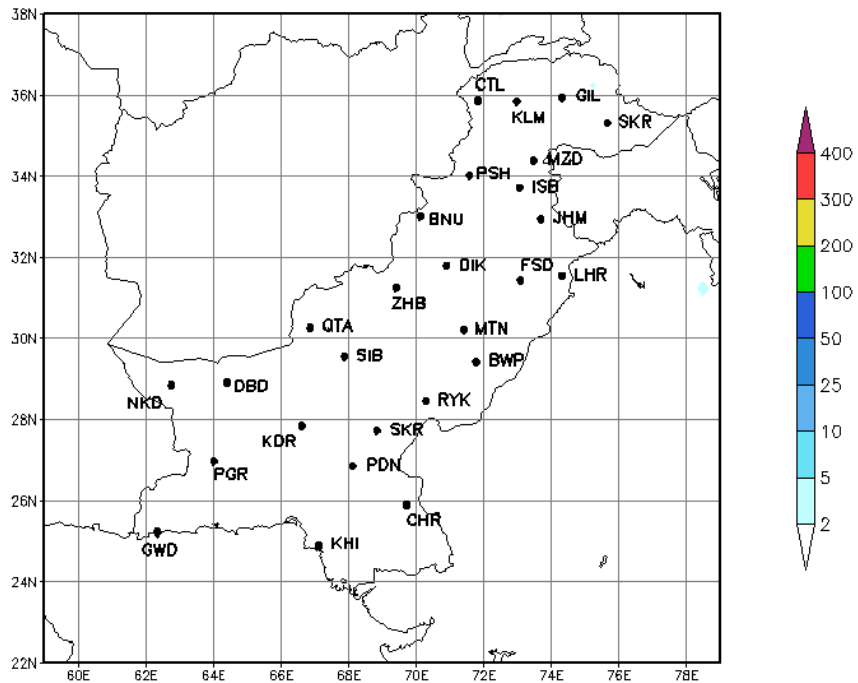 38N
36N
34N
32N
30N
28N
26N
24N
22N
60E
62E
64E
66E
68E
70E
72E
74E
76E
78E
CTL
KLM
GIL
SKR
MZD
PSH
ISB
BNU
JHM
DIK
FSD
LHR
ZHB
QTA
MTN
SIB
BWP
DBD
NKD
RYK
KDR
SKR
PGR
PDN
CHR
GWD
KHI
400
300
200
100
50
25
10
5
2